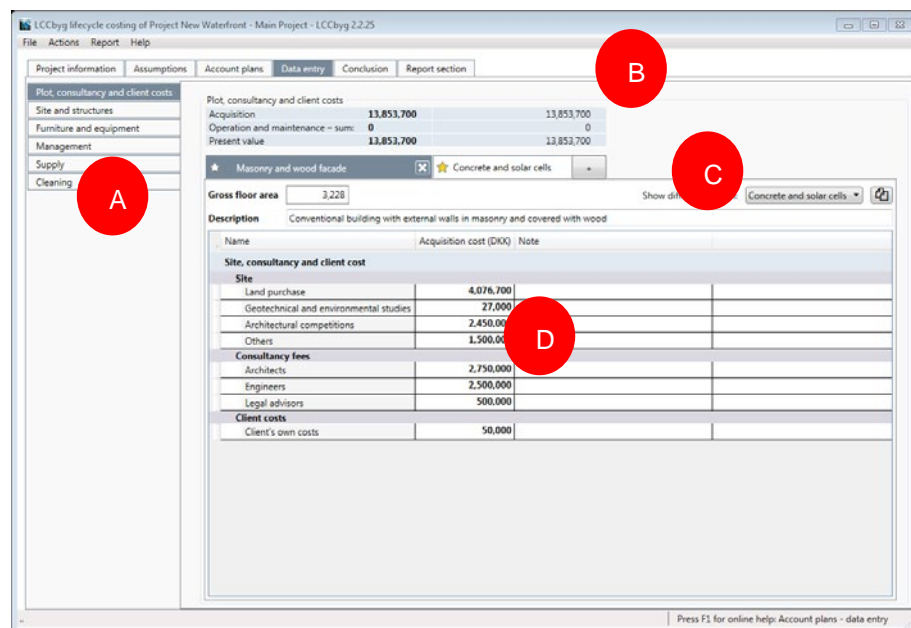 LCCbyg lifecycle costing of Project New Waterfront - Main Project - LCCbyg 2.2.25
File Actions Report Help
Project information Assumptions Account plans Data entry Conclusion Report section
B
Plot, consultancy and client costs
Site and structures
Furniture and equipment
Management
Supply
Cleaning
A
Plot, consultancy and client costs
Acquisition 13,853,700 13,853,700
Operation and maintenance – sum: 0 0
Present value 13,853,700 13,853,700
Masonry and wood facade Concrete and solar cells +
C
Gross floor area 3,228 Show Concrete and solar cells
Description Conventional building with external walls in masonry and covered with wood
Name Acquisition cost (DKK) Note
Site, consultancy and client cost
Site
Land purchase 4,076,700
Geotechnical and environmental studies 27,000
Architectural competitions 2,450,000
Others 1,500,000
D
Consultancy fees
Architects 2,750,000
Engineers 2,500,000
Legal advisors 500,000
Client costs
Client's own costs 50,000
Press F1 for online help: Account plans - data entry